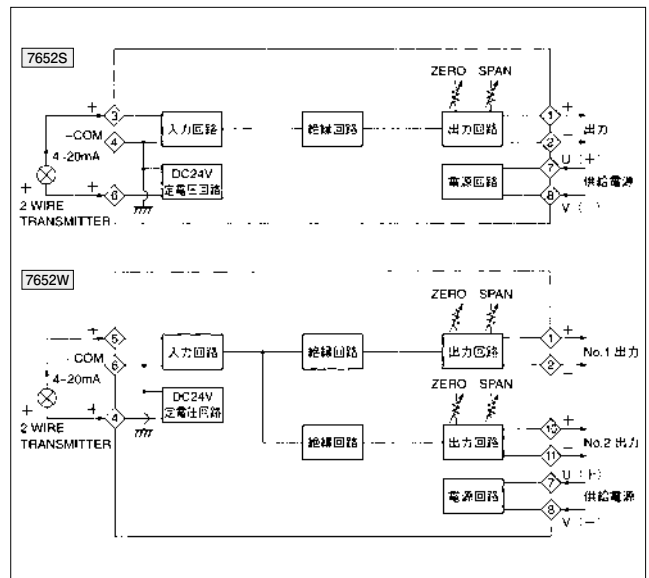 7652S
ZERO SPAN
+ 3 入力回路 絶縁回路 出力回路 1 + 出力
-COM 4 2 -
4-20mA DC24V 定電圧回路 電源回路 7 U (+) 供給電源
+ + 6 8 V (-)
2 WIRE
TRANSMITTER
7652W
ZERO SPAN
+ 5 入力回路 絶縁回路 出力回路 1 + No.1 出力
COM 6 2 -
4-20mA DC24V 定電圧回路 ZERO SPAN
+ + 4 絶縁回路 出力回路 10 + No.2 出力
2 WIRE 11 -
TRANSMITTER 電源回路 7 U (+) 供給電源
8 V (-)